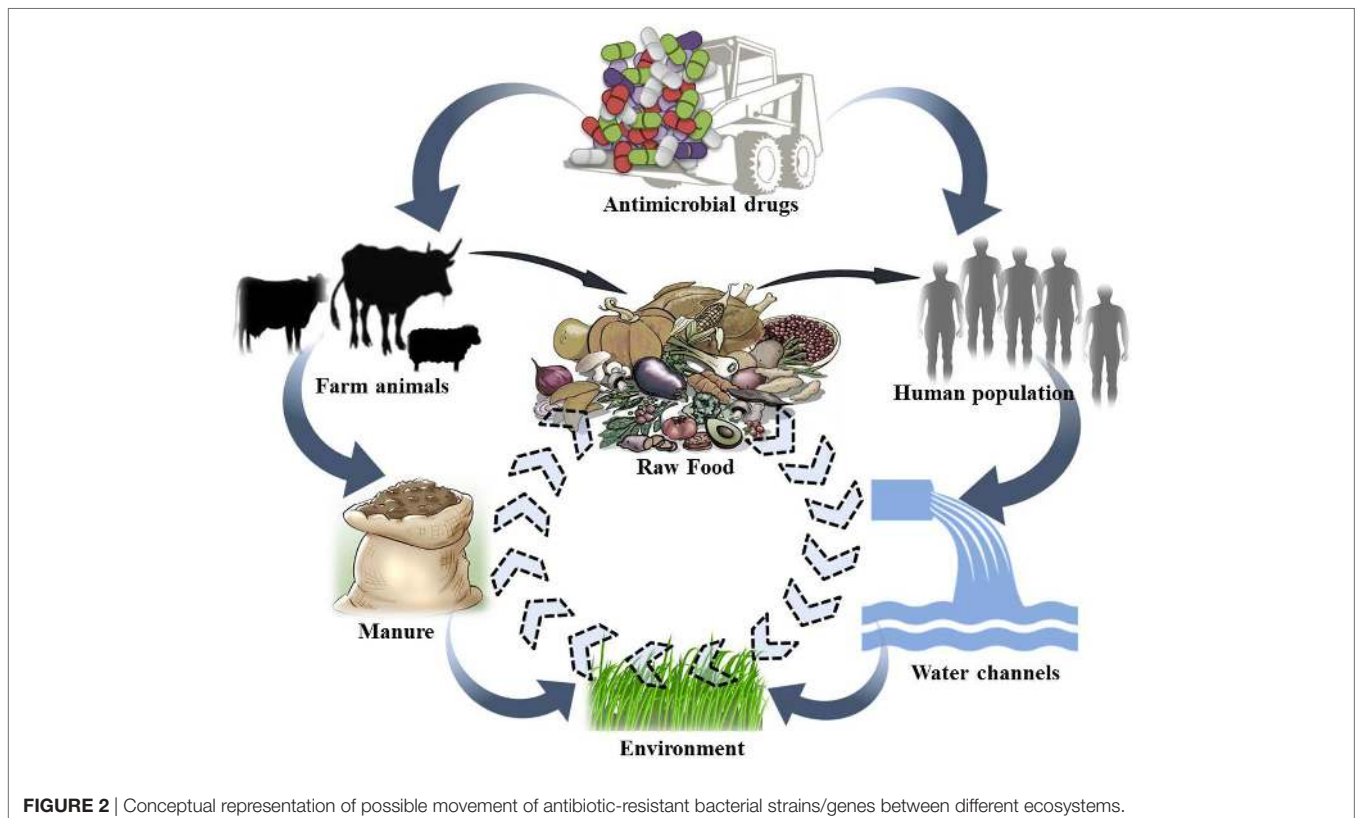 Antimicrobial drugs
Farm animals
Human population
Raw Food
Manure
Water channels
Environment
FIGURE 2 | Conceptual representation of possible movement of antibiotic-resistant bacterial strains/genes between different ecosystems.